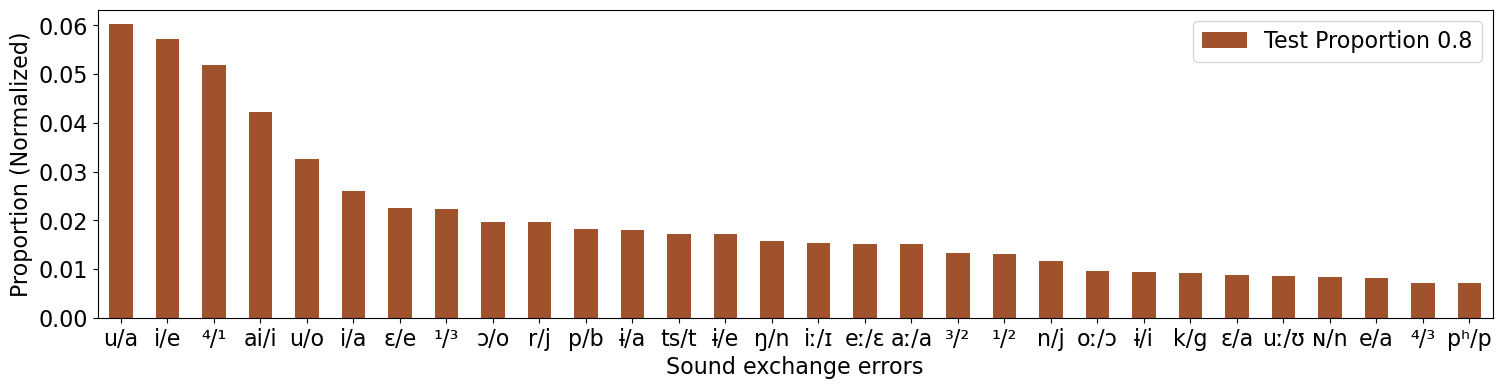 Test Proportion 0.8
Proportion (Normalized)
0.06
0.05
0.04
0.03
0.02
0.01
0.00
u/a i/e ⁴/¹ ai/i u/o i/a ɛ/e ¹/³ ɔ/o r/j p/b ɨ/a ts/t ɨ/e ŋ/n iː/ɪ eː/ɛ aː/a ³/² ¹/² n/j oː/ɔ ɨ/i k/g ɛ/a uː/ʊ ɴ/n e/a ⁴/³ pʰ/p
Sound exchange errors